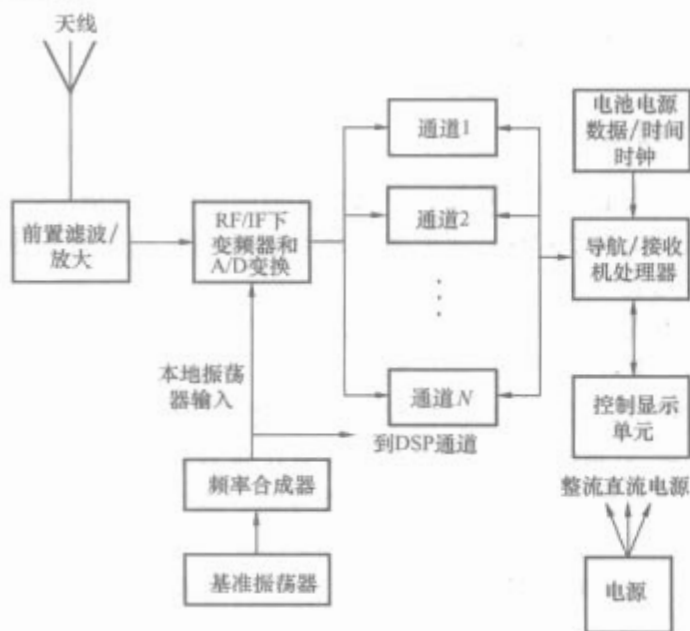 天线
前置滤波/
放大
RF/IF下
变频器和
A/D变换
本地振荡
器输入
到DSP通道
频率合成器
基准振荡器
通道1
通道2
通道N
电池电源
数据/时间
时钟
导航/接收
机处理器
控制显示
单元
整流直流电源
电源